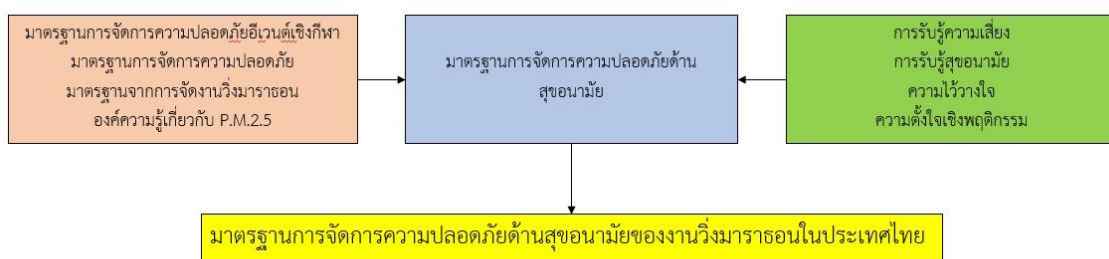 มาตรฐานการจัดการความปลอดภัยอีเวนต์เชิงกีฬา
มาตรฐานการจัดการความปลอดภัย
มาตรฐานจากการจัดงานวิ่งมาราธอน
องค์ความรู้เกี่ยวกับ P.M.2.5
มาตรฐานการจัดการความปลอดภัยด้าน
สุขอนามัย
การรับรู้ความเสี่ยง
การรับรู้สุขอนามัย
ความไว้วางใจ
ความตั้งใจเชิงพฤติกรรม
มาตรฐานการจัดการความปลอดภัยด้านสุขอนามัยของงานวิ่งมาราธอนในประเทศไทย